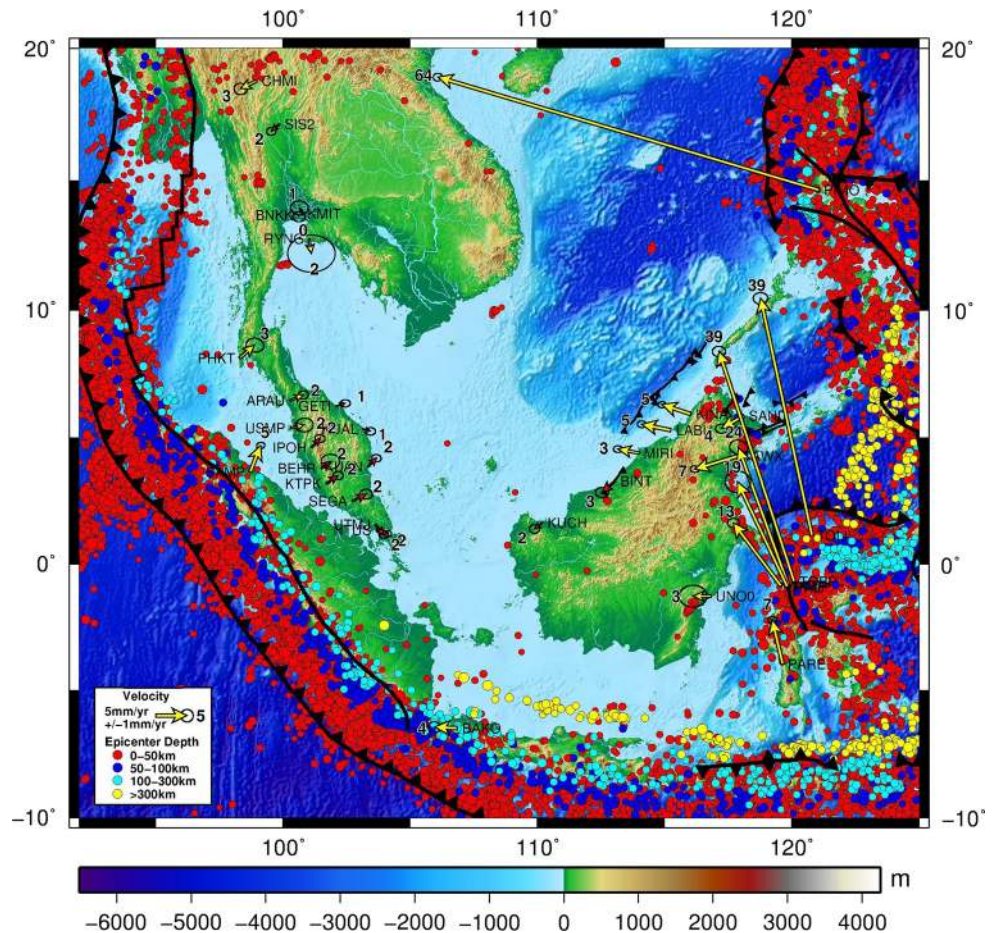 100° 110° 120°
20° 20°
64
CHMI
3
SIS2
2
1
BNKK KMIT
0
RYNG
2
10° 39 10°
39
3
PHKT
ARAU 2
GETI 1
5 KINA SAND
USMP 2
5 LABU 4 24
5 IPOH 1
2
3 MIRI
BEHR 2
KTPK 7
19
BINT
SEGA 2 3
13
KUCH
2
2
2
0° 0°
UNO0
3
7
PARE
Velocity
5mm/yr
+/−1mm/yr
5
Epicenter Depth
0−50km
50−100km
100−300km
>300km
4 BAKO
−10° −10°
100° 110° 120°
m
−6000 −5000 −4000 −3000 −2000 −1000 0 1000 2000 3000 4000